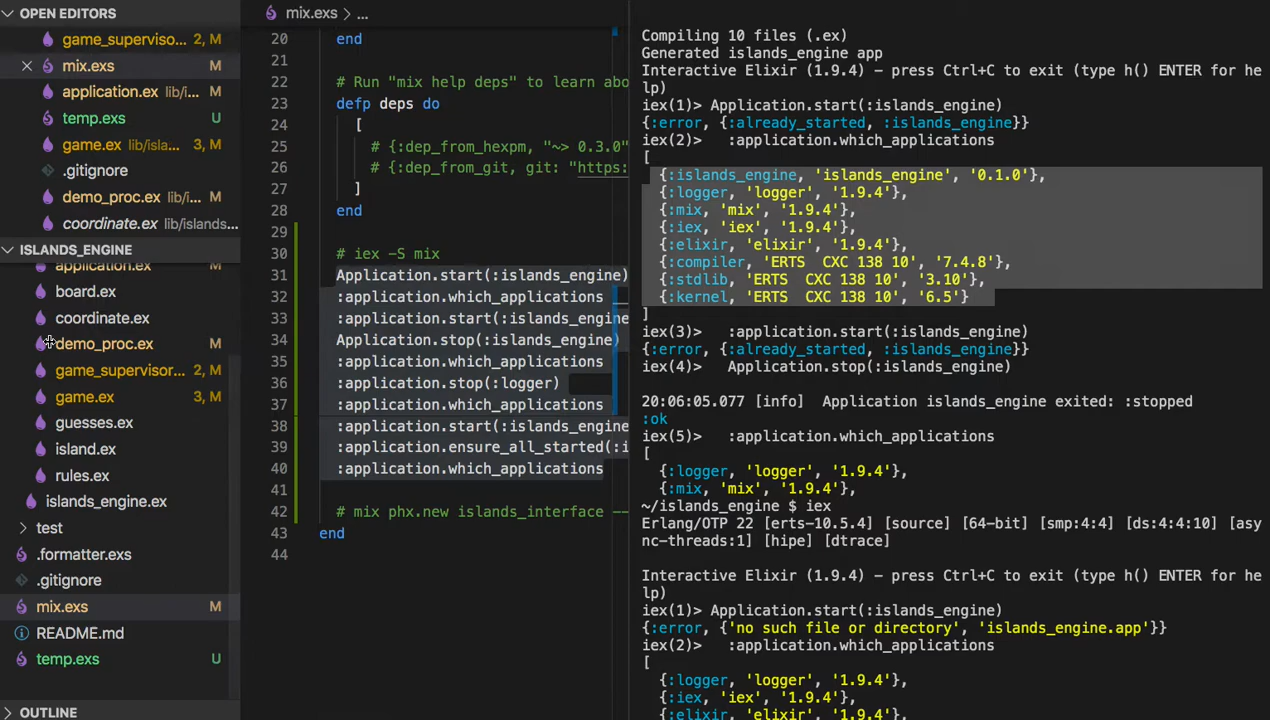 OPEN EDITORS
game_superviso... 2, M
mix.exs M
application.ex lib/i... M
temp.exs U
game.ex lib/isla... 3, M
.gitignore
demo_proc.ex lib/i... M
coordinate.ex lib/islands...
ISLANDS_ENGINE
application.ex M
board.ex
coordinate.ex
demo_proc.ex M
game_supervisor... 2, M
game.ex 3, M
guesses.ex
island.ex
rules.ex
islands_engine.ex
test
.formatter.exs
.gitignore
mix.exs M
README.md
temp.exs U
OUTLINE
mix.exs > ...
20 end
21
22 # Run "mix help deps" to learn abo
23 defp deps do
24 [
25 # {:dep_from_hexpm, "~> 0.3.0"
26 # {:dep_from_git, git: "https:
27 ]
28 end
29
30 # iex -S mix
31 Application.start(:islands_engine)
32 :application.which_applications
33 :application.start(:islands_engine
34 Application.stop(:islands_engine)
35 :application.which_applications
36 :application.stop(:logger)
37 :application.which_applications
38 :application.start(:islands_engine
39 :application.ensure_all_started(:i
40 :application.which_applications
41
42 # mix phx.new islands_interface --
43 end
44
Compiling 10 files (.ex)
Generated islands_engine app
Interactive Elixir (1.9.4) - press Ctrl+C to exit (type h() ENTER for he
lp)
iex(1)> Application.start(:islands_engine)
{:error, {:already_started, :islands_engine}}
iex(2)> :application.which_applications
[
{:islands_engine, 'islands_engine', '0.1.0'},
{:logger, 'logger', '1.9.4'},
{:mix, 'mix', '1.9.4'},
{:iex, 'iex', '1.9.4'},
{:elixir, 'elixir', '1.9.4'},
{:compiler, 'ERTS CXC 138 10', '7.4.8'},
{:stdlib, 'ERTS CXC 138 10', '3.10'},
{:kernel, 'ERTS CXC 138 10', '6.5'}
]
iex(3)> :application.start(:islands_engine)
{:error, {:already_started, :islands_engine}}
iex(4)> Application.stop(:islands_engine)
20:06:05.077 [info] Application islands_engine exited: :stopped
:ok
iex(5)> :application.which_applications
[
{:logger, 'logger', '1.9.4'},
{:mix, 'mix', '1.9.4'},
~/islands_engine $ iex
Erlang/OTP 22 [erts-10.5.4] [source] [64-bit] [smp:4:4] [ds:4:4:10] [asy
nc-threads:1] [hipe] [dtrace]
Interactive Elixir (1.9.4) - press Ctrl+C to exit (type h() ENTER for he
lp)
iex(1)> Application.start(:islands_engine)
{:error, {'no such file or directory', 'islands_engine.app'}}
iex(2)> :application.which_applications
[
{:logger, 'logger', '1.9.4'},
{:iex, 'iex', '1.9.4'},
{:elixir, 'elixir', '1.9.4'},